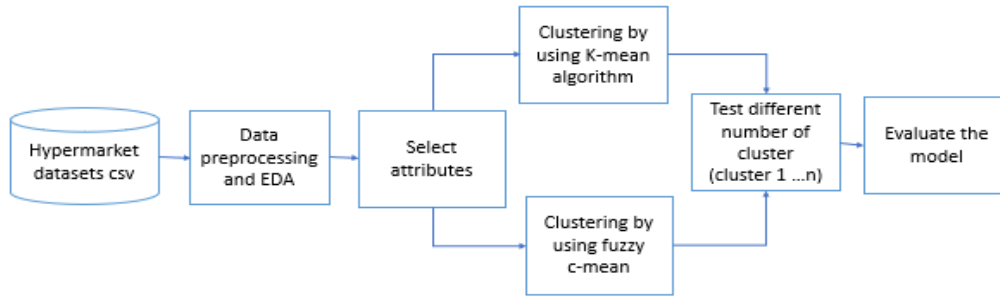 Hypermarket
datasets csv
Data
preprocessing
and EDA
Select
attributes
Clustering by
using K-mean
algorithm
Clustering by
using fuzzy
c-mean
Test different
number of
cluster
(cluster 1 ...n)
Evaluate the
model